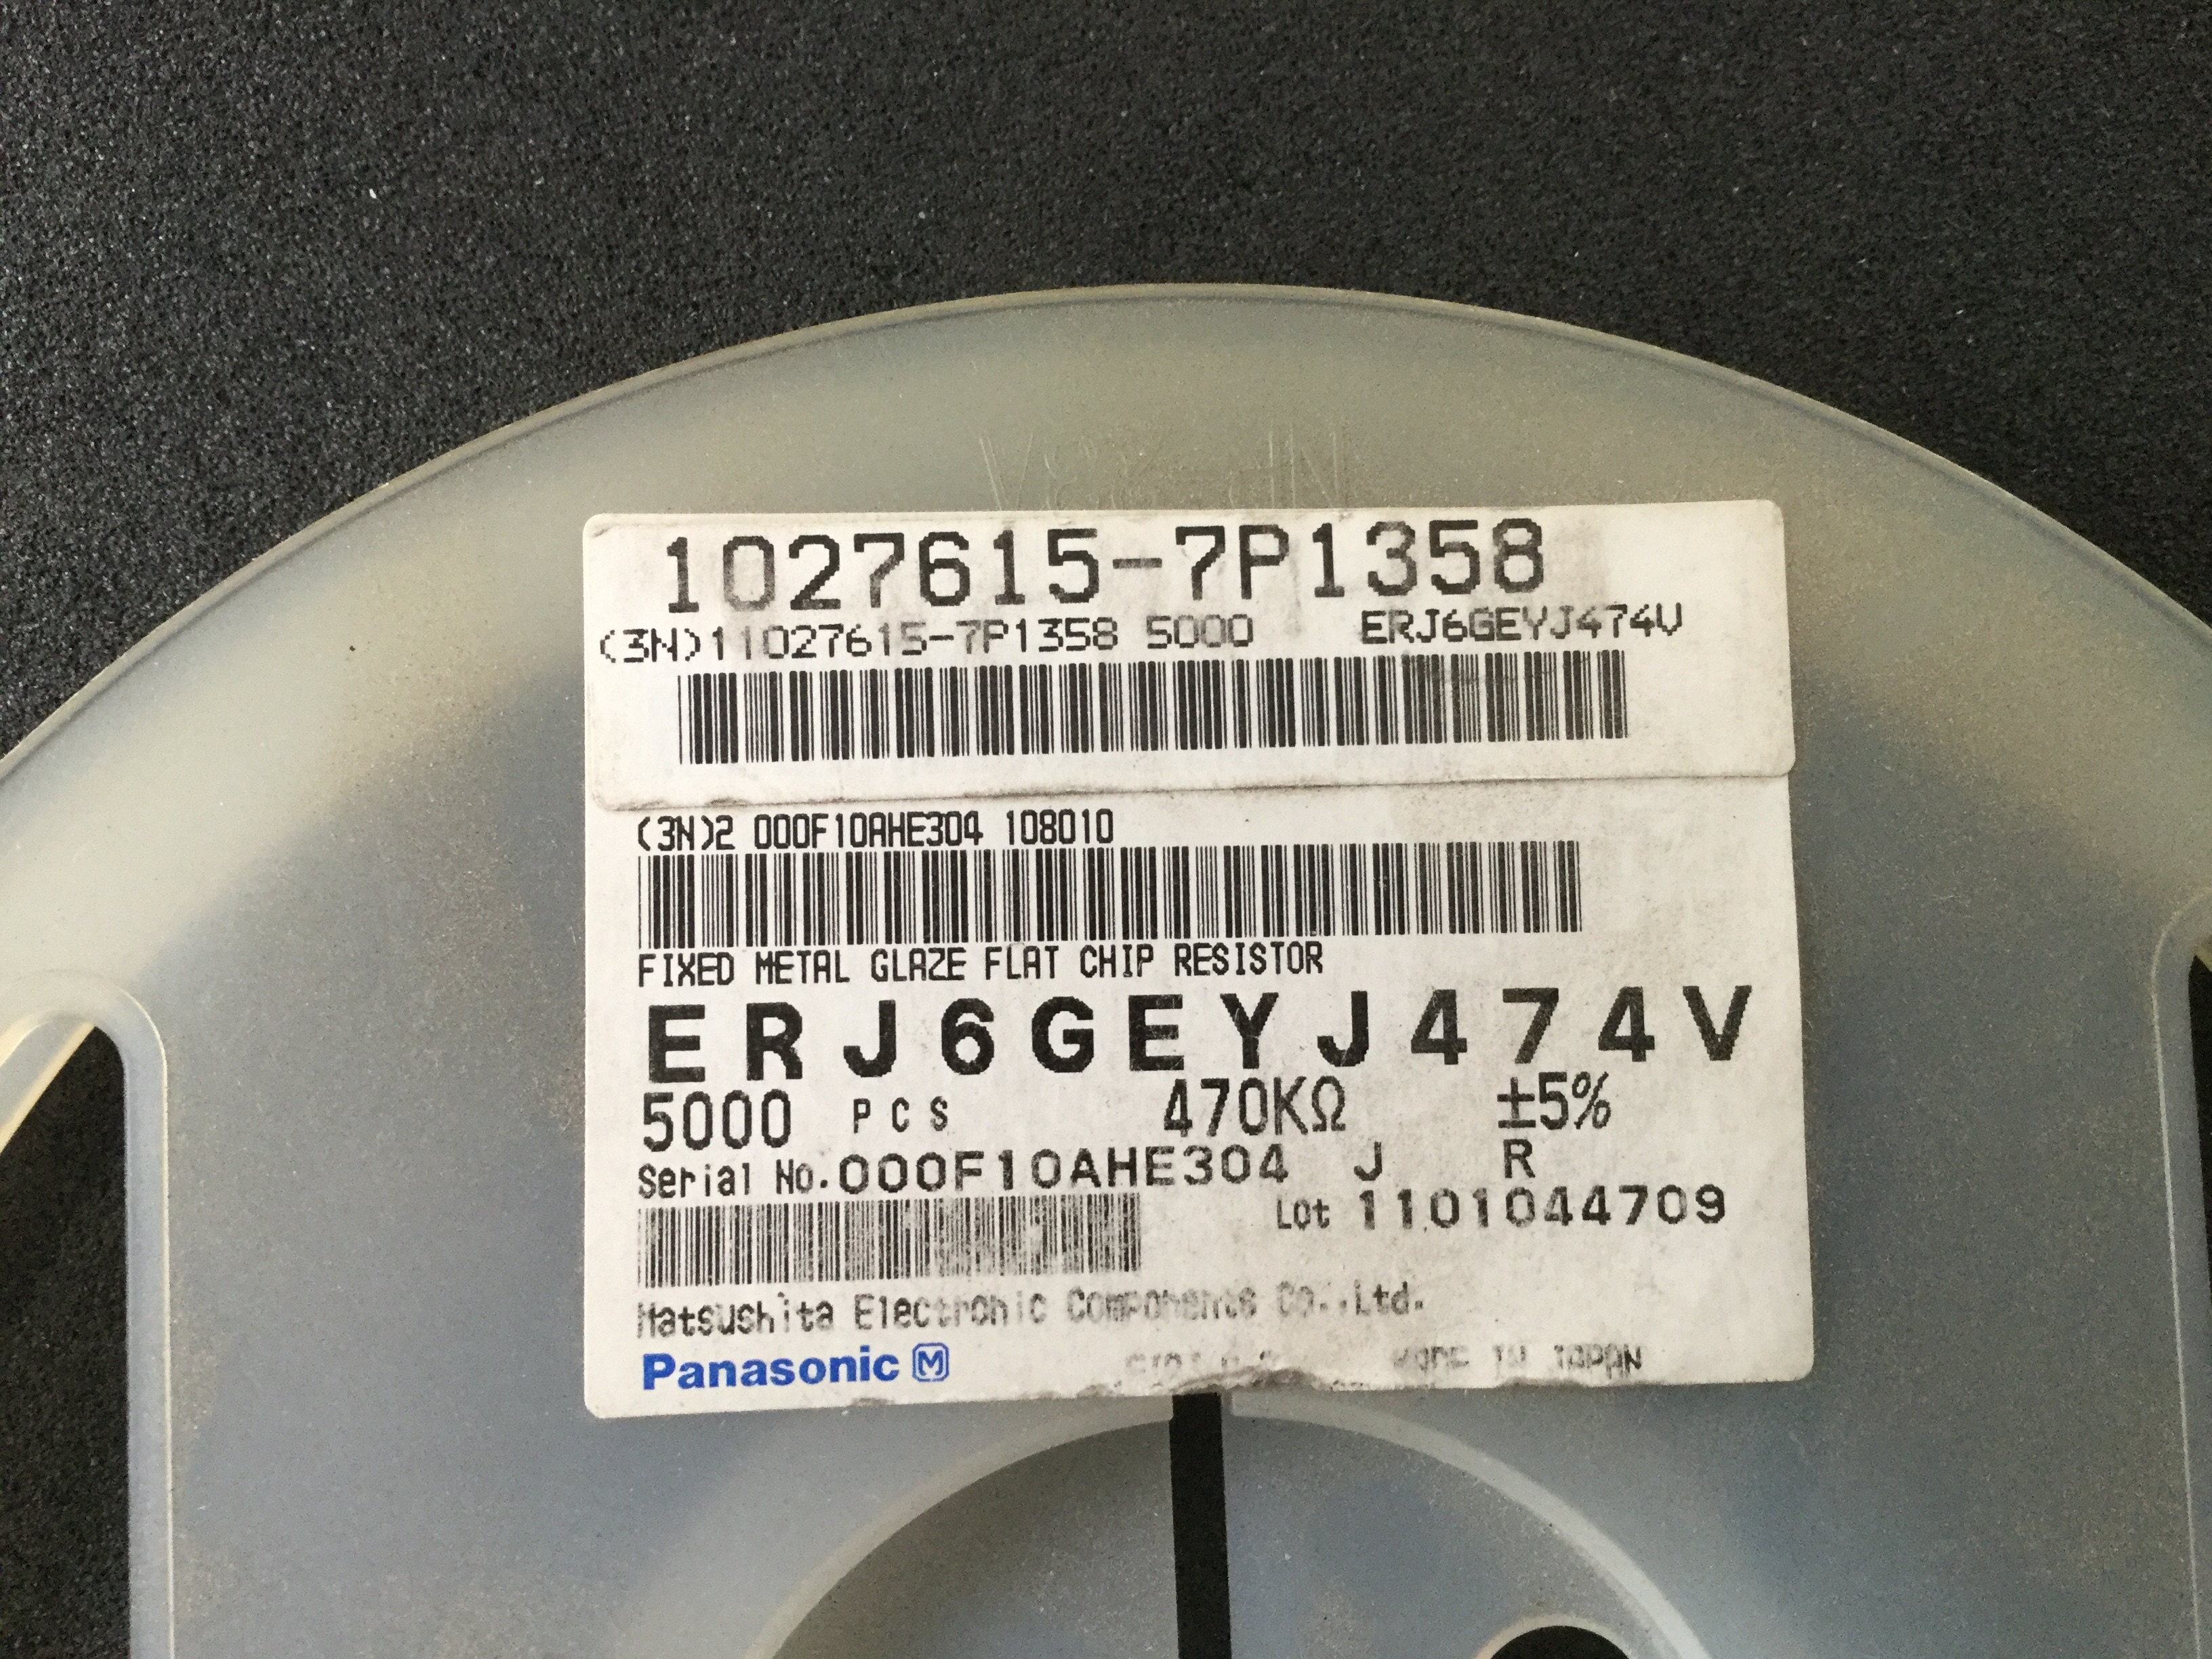 1027615-7P1358
(3N)11027615-7P1358 5000 ERJ6GEYJ474V
(3N)2 000F10AHE304 108010
FIXED METAL GLAZE FLAT CHIP RESISTOR
ERJ6GEYJ474V
5000 PCS 470KΩ ±5%
Serial No.000F10AHE304 J R
Lot 1101044709
Matsushita Electronic Components Co.,Ltd.
Panasonic M
MADE IN JAPAN